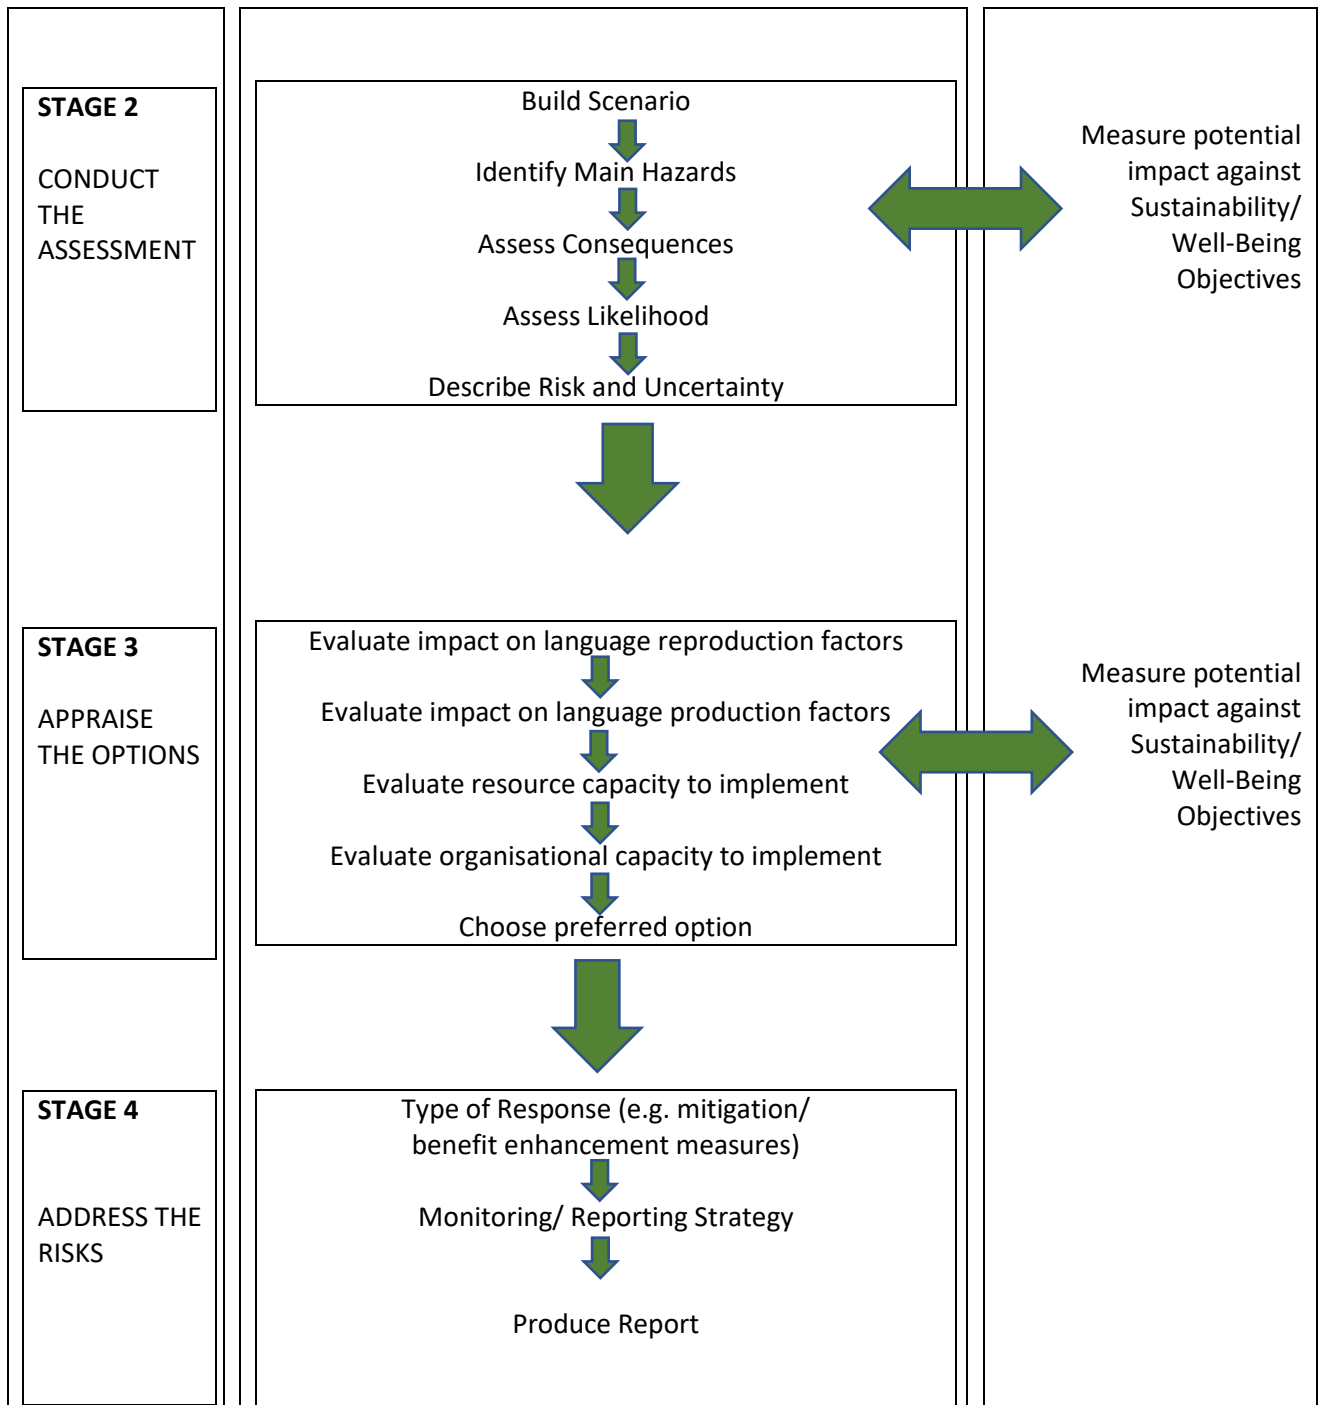 STAGE 2
CONDUCT
THE
ASSESSMENT
Build Scenario
Identify Main Hazards
Assess Consequences
Assess Likelihood
Describe Risk and Uncertainty
Measure potential
impact against
Sustainability/
Well-Being
Objectives
STAGE 3
APPRAISE
THE OPTIONS
Evaluate impact on language reproduction factors
Evaluate impact on language production factors
Evaluate resource capacity to implement
Evaluate organisational capacity to implement
Choose preferred option
Measure potential
impact against
Sustainability/
Well-Being
Objectives
STAGE 4
ADDRESS THE
RISKS
Type of Response (e.g. mitigation/
benefit enhancement measures)
Monitoring/ Reporting Strategy
Produce Report